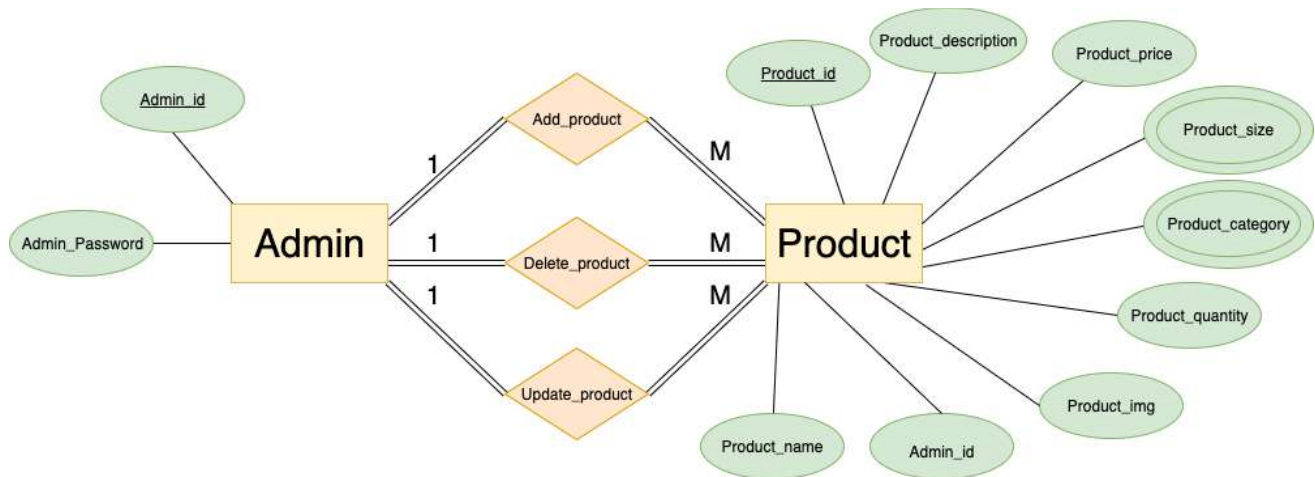 Product_description
Product_price
Product_id
Admin_id
Add_product
Product_size
1
M
Product_category
Admin_Password
Admin
1
M
Product
Delete_product
1
M
Product_quantity
Update_product
Product_img
Product_name
Admin_id